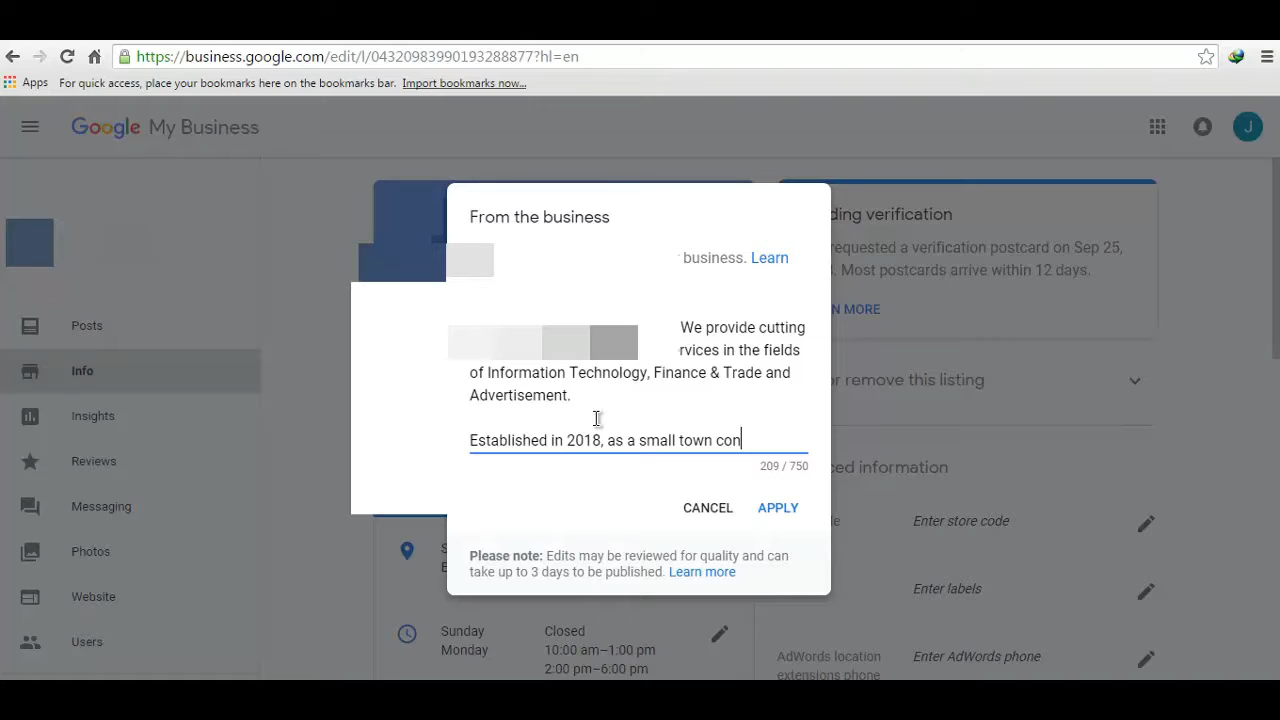 https://business.google.com/edit/l/04320983990193288877?hl=en
Apps For quick access, place your bookmarks here on the bookmarks bar. Import bookmarks now...
Google My Business
J
Posts
Info
Insights
Reviews
Messaging
Photos
Website
Users
From the business
business. Learn
We provide cutting
rvices in the fields
of Information Technology, Finance & Trade and
Advertisement.
Established in 2018, as a small town con
209 / 750
CANCEL APPLY
Please note: Edits may be reviewed for quality and can
take up to 3 days to be published. Learn more
ding verification
requested a verification postcard on Sep 25,
. Most postcards arrive within 12 days.
N MORE
or remove this listing
ced information
Enter store code
Enter labels
AdWords location
extensions phone
Enter AdWords phone
Sunday Closed
Monday 10:00 am–1:00 pm
2:00 pm–6:00 pm